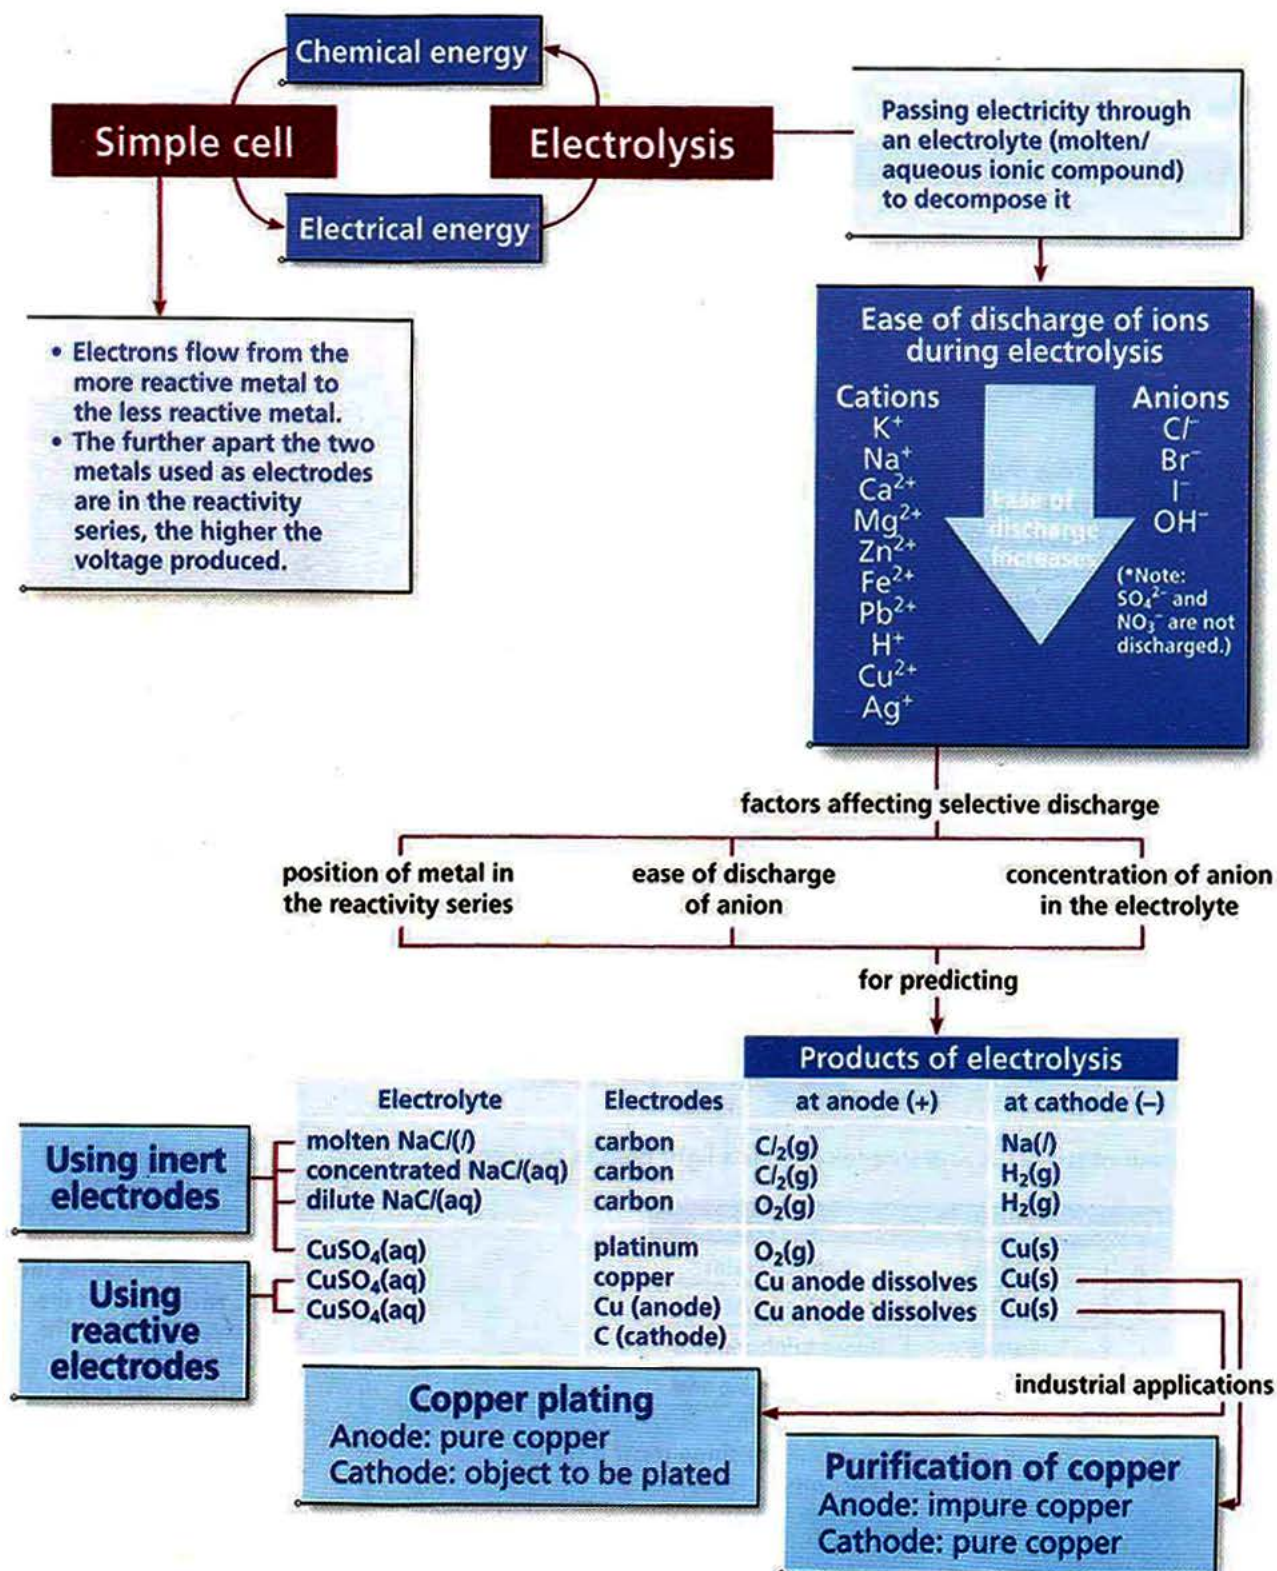 Chemical energy
Simple cell
Electrolysis
Electrical energy
Passing electricity through
an electrolyte (molten/
aqueous ionic compound)
to decompose it
• Electrons flow from the
more reactive metal to
the less reactive metal.
• The further apart the two
metals used as electrodes
are in the reactivity
series, the higher the
voltage produced.
Ease of discharge of ions
during electrolysis
Cations
K⁺
Na⁺
Ca²⁺
Mg²⁺
Zn²⁺
Fe²⁺
Pb²⁺
H⁺
Cu²⁺
Ag⁺
Ease of
discharge
increases
Anions
Cl⁻
Br⁻
I⁻
OH⁻
(*Note:
SO₄²⁻ and
NO₃⁻ are not
discharged.)
factors affecting selective discharge
position of metal in
the reactivity series
ease of discharge
of anion
concentration of anion
in the electrolyte
for predicting
Products of electrolysis
Electrolyte Electrodes at anode (+) at cathode (–)
Using inert
electrodes
molten NaCl(l) carbon Cl₂(g) Na(l)
concentrated NaCl(aq) carbon Cl₂(g) H₂(g)
dilute NaCl(aq) carbon O₂(g) H₂(g)
CuSO₄(aq) platinum O₂(g) Cu(s)
Using
reactive
electrodes
CuSO₄(aq) copper Cu anode dissolves Cu(s)
CuSO₄(aq) Cu (anode) Cu anode dissolves Cu(s)
C (cathode)
industrial applications
Copper plating
Anode: pure copper
Cathode: object to be plated
Purification of copper
Anode: impure copper
Cathode: pure copper